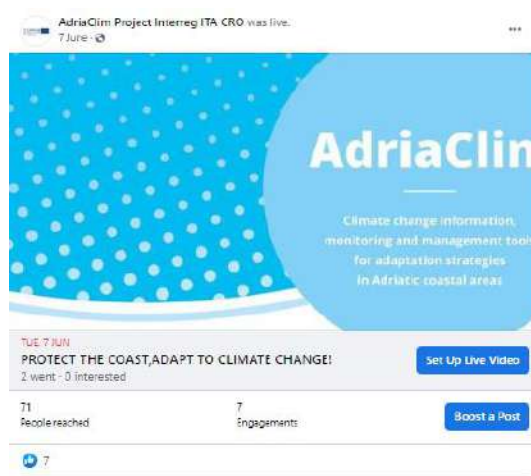 AdriaClim Project Interreg ITA CRO was live.
7 June
AdriaClim
Climate change information,
monitoring and management tools
for adaptation strategies
in Adriatic coastal areas
TUE, 7 JUN
PROTECT THE COAST,ADAPT TO CLIMATE CHANGE!
2 went · 0 interested
Set Up Live Video
71
People reached
7
Engagements
Boost a Post
7